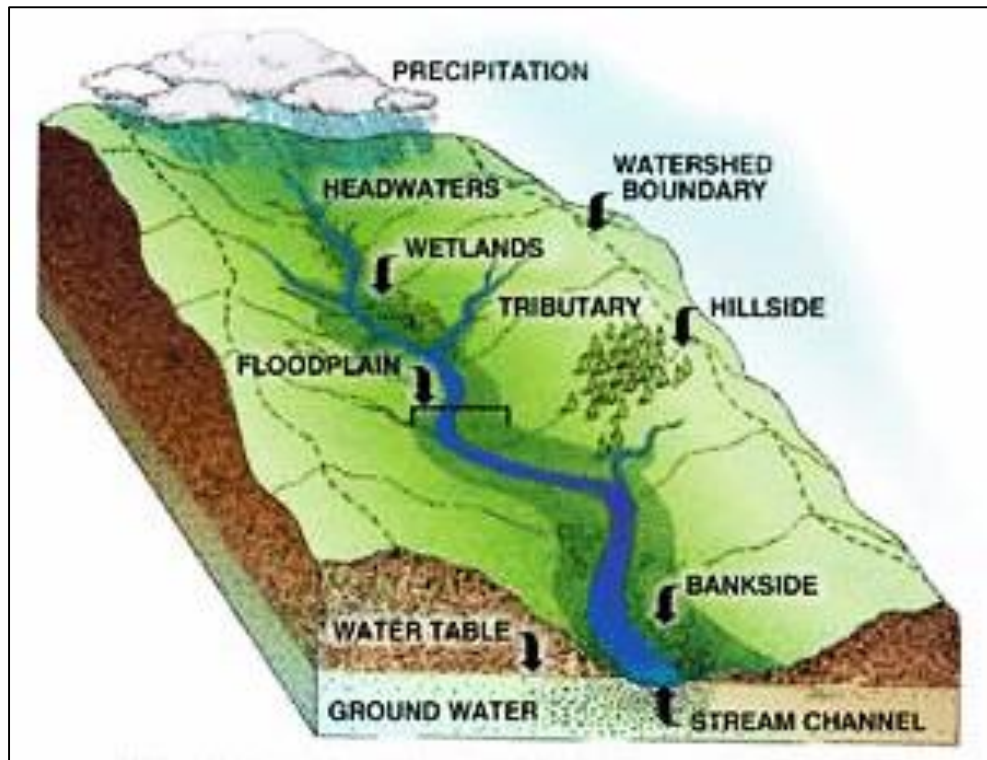 PRECIPITATION
WATERSHED
BOUNDARY
HEADWATERS
WETLANDS
TRIBUTARY
HILLSIDE
FLOODPLAIN
BANKSIDE
WATER TABLE
GROUND WATER
STREAM CHANNEL